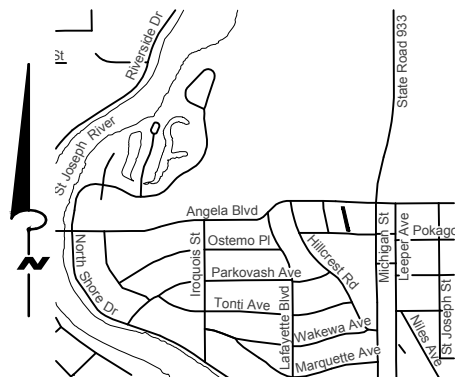 Riverside Dr
State Road 933
St
St Joseph River
Angela Blvd
Michigan St
Leeper Ave
Pokago
North Shore Dr
Iroquois St
Ostemo Pl
Hillcrest Rd
Parkovash Ave
Lafayette Blvd
Tonti Ave
Wakewa Ave
Niles Ave
St Joseph St
Marquette Ave
N